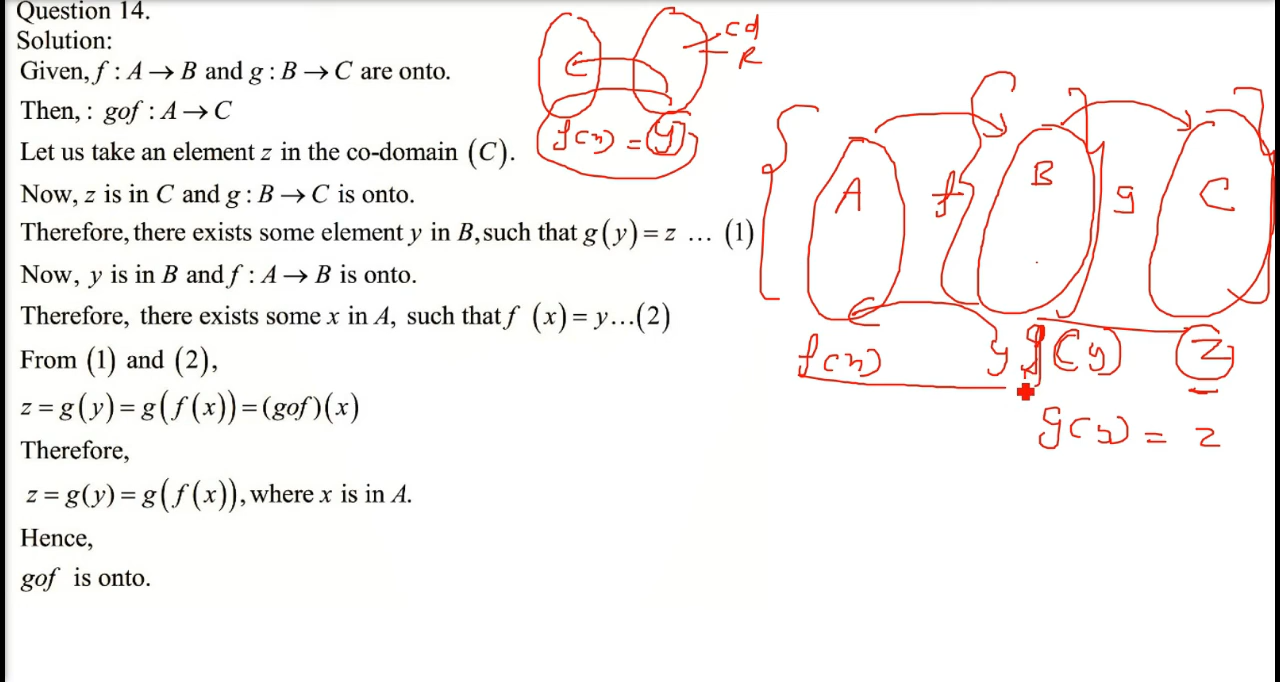 Question 14.
Solution:
Given, f : A → B and g : B → C are onto.
Then, : gof : A → C
Let us take an element z in the co-domain (C).
Now, z is in C and g : B → C is onto.
Therefore, there exists some element y in B, such that g(y) = z ... (1)
Now, y is in B and f : A → B is onto.
Therefore, there exists some x in A, such that f (x) = y...(2)
From (1) and (2),
z = g(y) = g(f(x)) = (gof)(x)
Therefore,
z = g(y) = g(f(x)), where x is in A.
Hence,
gof is onto.
cd
R
f(x) = y
A
f
B
g
C
f(x)
y
g(y)
z
= z